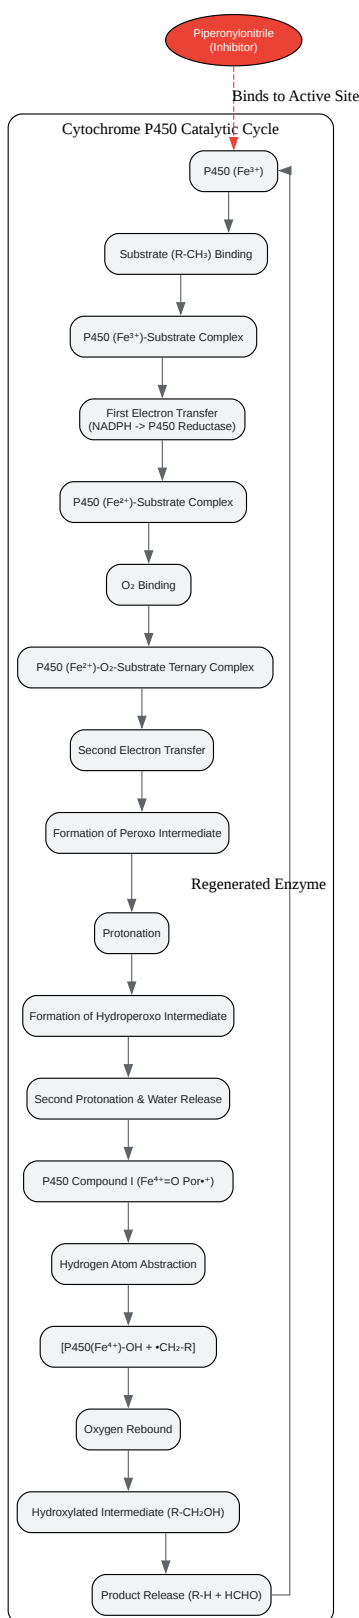 Piperonylonitrile
(Inhibitor)
Binds to Active Site
Cytochrome P450 Catalytic Cycle
P450 (Fe³⁺)
Substrate (R-CH₃) Binding
P450 (Fe³⁺)-Substrate Complex
First Electron Transfer
(NADPH -> P450 Reductase)
P450 (Fe²⁺)-Substrate Complex
O₂ Binding
P450 (Fe²⁺)-O₂-Substrate Ternary Complex
Second Electron Transfer
Formation of Peroxo Intermediate
Regenerated Enzyme
Protonation
Formation of Hydroperoxo Intermediate
Second Protonation & Water Release
P450 Compound I (Fe⁴⁺=O Por•⁺)
Hydrogen Atom Abstraction
[P450(Fe⁴⁺)-OH + •CH₂-R]
Oxygen Rebound
Hydroxylated Intermediate (R-CH₂OH)
Product Release (R-H + HCHO)